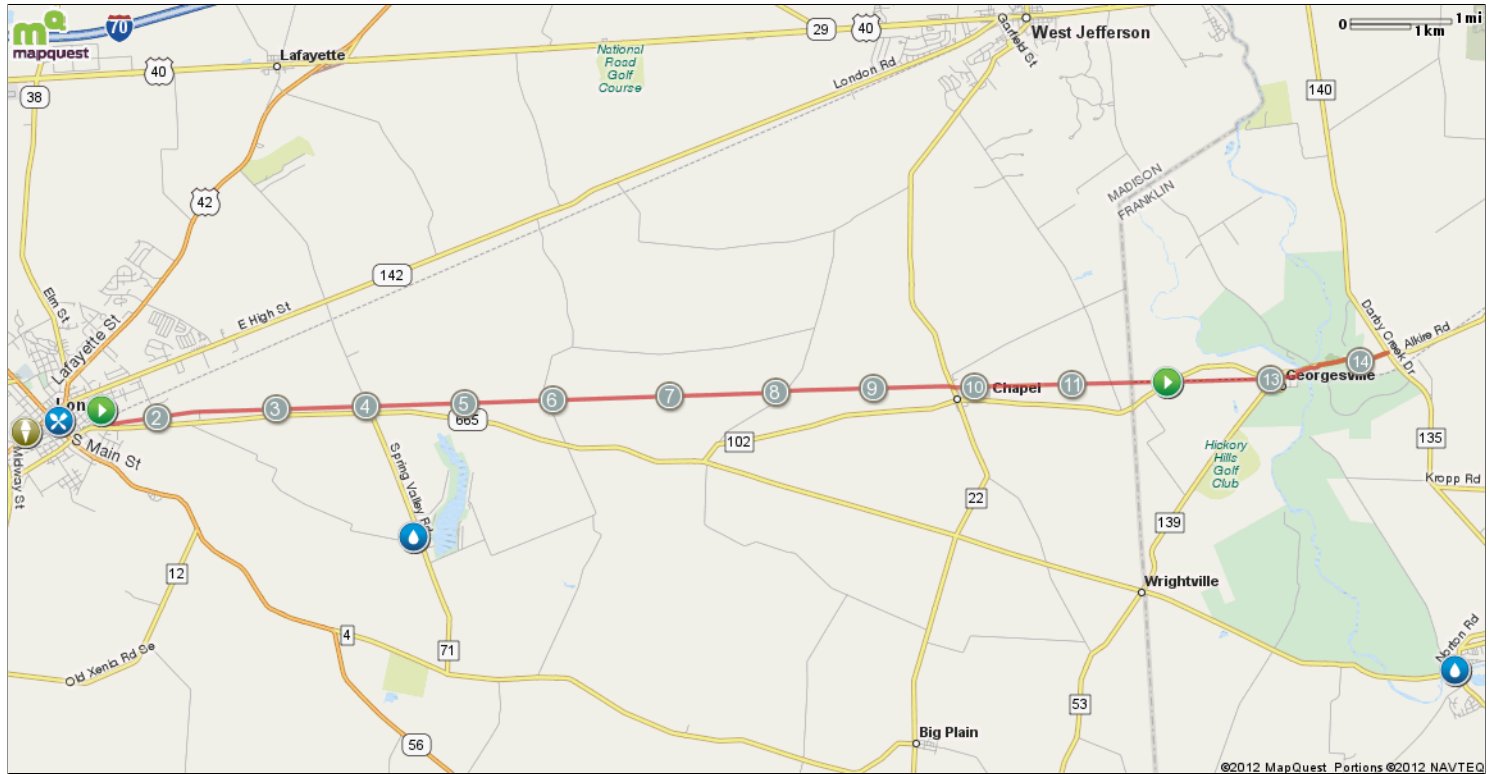 mq
mapquest
70
29
40
West Jefferson
Garfield St
0
1 mi
1 km
Lafayette
40
National
Road
Golf
Course
London Rd
38
140
42
MADISON
FRANKLIN
142
Elm St
E High St
Lafayette St
Darby Creek Dr
Alkire Rd
Lon
2
3
4
5
6
7
8
9
10
Chapel
11
13
Georgesville
14
665
S Main St
Midway St
102
Spring Valley Rd
Hickory
Hills
Golf
Club
135
Kropp Rd
22
139
12
Wrightville
4
71
Old Xenia Rd Se
Norton Rd
53
56
Big Plain
©2012 MapQuest Portions ©2012 NAVTEQ